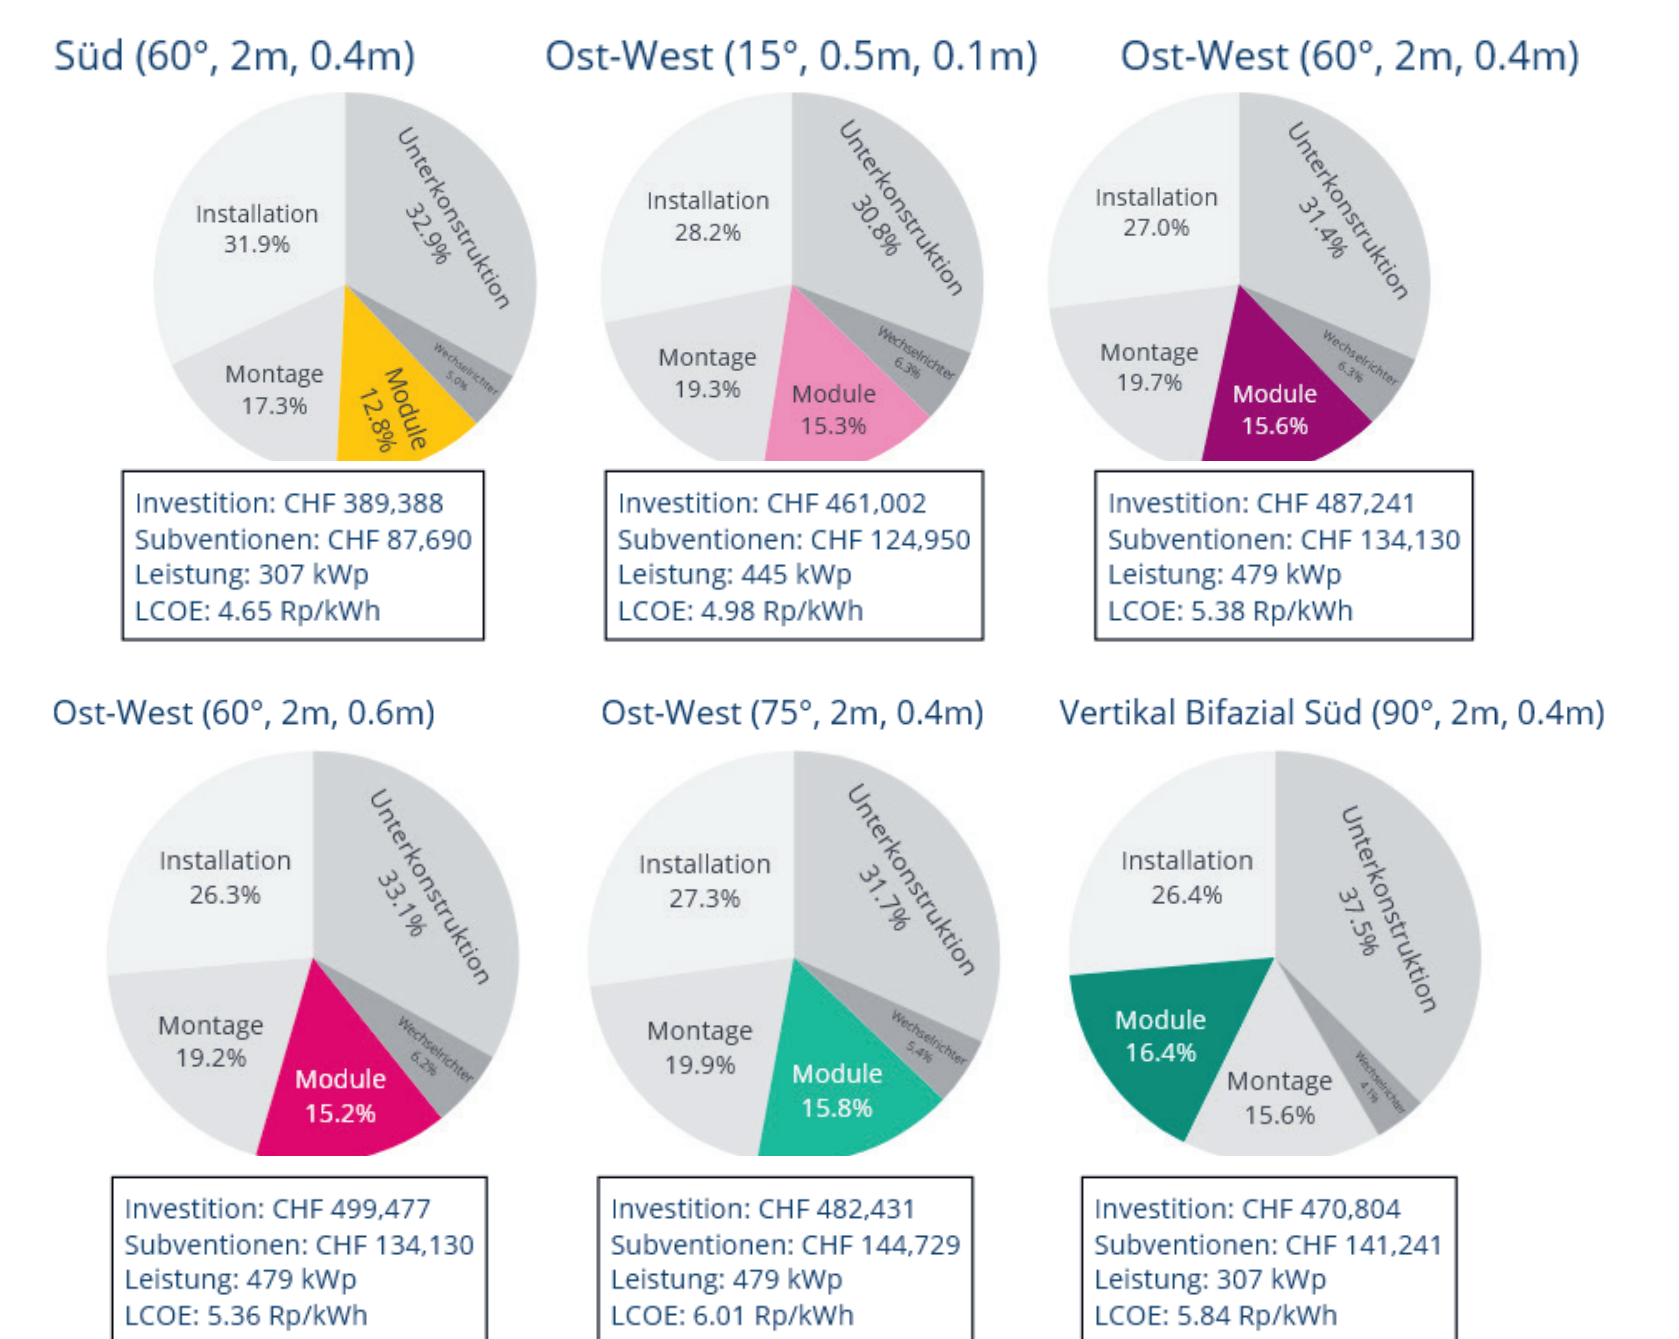 Süd (60°, 2m, 0.4m)
Unterkonstruktion
32.9%
Wechselrichter
5.0%
Module
12.8%
Montage
17.3%
Installation
31.9%
Investition: CHF 389,388
Subventionen: CHF 87,690
Leistung: 307 kWp
LCOE: 4.65 Rp/kWh
Ost-West (15°, 0.5m, 0.1m)
Unterkonstruktion
30.8%
Wechselrichter
6.3%
Module
15.3%
Montage
19.3%
Installation
28.2%
Investition: CHF 461,002
Subventionen: CHF 124,950
Leistung: 445 kWp
LCOE: 4.98 Rp/kWh
Ost-West (60°, 2m, 0.4m)
Unterkonstruktion
31.4%
Wechselrichter
6.3%
Module
15.6%
Montage
19.7%
Installation
27.0%
Investition: CHF 487,241
Subventionen: CHF 134,130
Leistung: 479 kWp
LCOE: 5.38 Rp/kWh
Ost-West (60°, 2m, 0.6m)
Unterkonstruktion
33.1%
Wechselrichter
6.2%
Module
15.2%
Montage
19.2%
Installation
26.3%
Investition: CHF 499,477
Subventionen: CHF 134,130
Leistung: 479 kWp
LCOE: 5.36 Rp/kWh
Ost-West (75°, 2m, 0.4m)
Unterkonstruktion
31.7%
Wechselrichter
5.4%
Module
15.8%
Montage
19.9%
Installation
27.3%
Investition: CHF 482,431
Subventionen: CHF 144,729
Leistung: 479 kWp
LCOE: 6.01 Rp/kWh
Vertikal Bifazial Süd (90°, 2m, 0.4m)
Unterkonstruktion
37.5%
Wechselrichter
4.1%
Montage
15.6%
Module
16.4%
Installation
26.4%
Investition: CHF 470,804
Subventionen: CHF 141,241
Leistung: 307 kWp
LCOE: 5.84 Rp/kWh